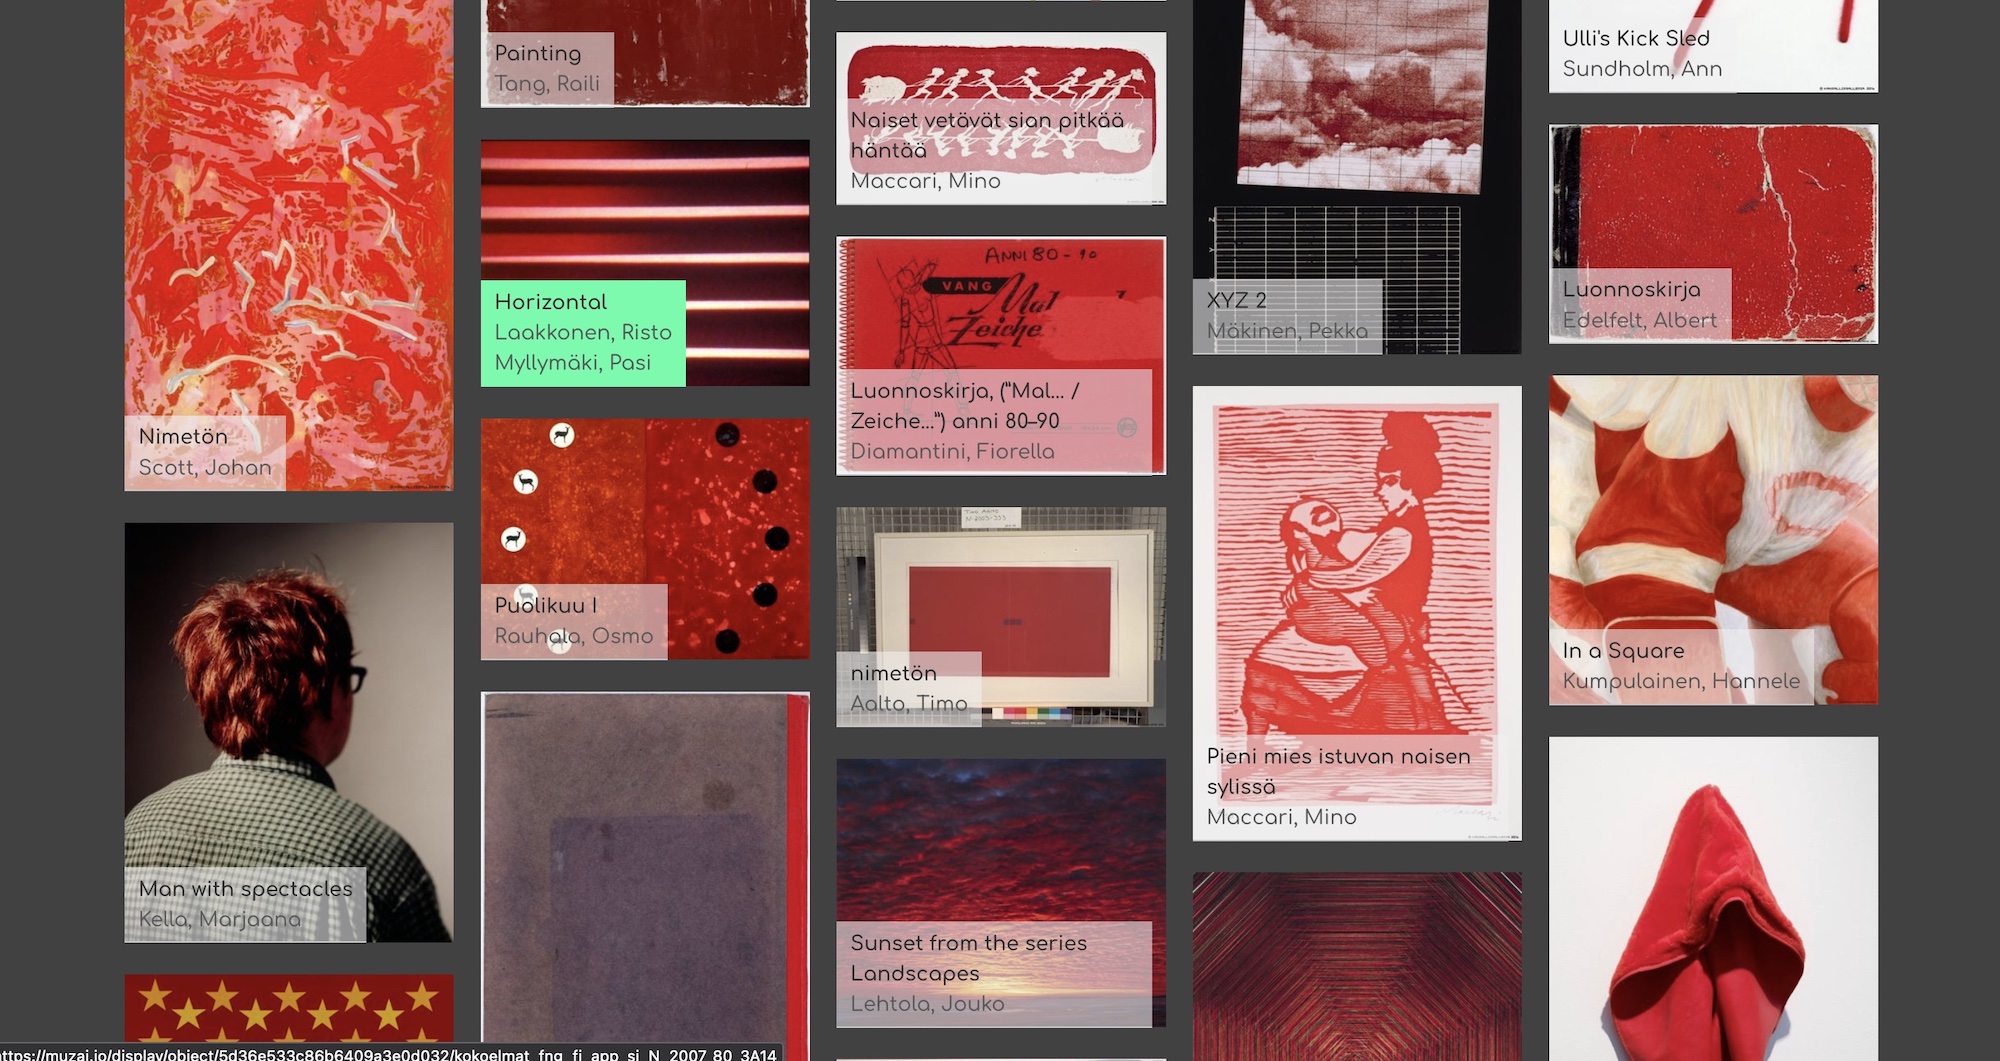 Nimetön
Scott, Johan
Man with spectacles
Kella, Marjaana
Painting
Tang, Raili
Horizontal
Laakkonen, Risto
Myllymäki, Pasi
Puolikuu I
Rauhala, Osmo
Naiset vetävät sian pitkää
häntää
Maccari, Mino
ANNI 80 - 90
VANG
Mal
Zeiche
Luonnoskirja, ("Mal... /
Zeiche...") anni 80–90
Diamantini, Fiorella
nimetön
Aalto, Timo
Sunset from the series
Landscapes
Lehtola, Jouko
XYZ 2
Mäkinen, Pekka
Pieni mies istuvan naisen
sylissä
Maccari, Mino
Ulli's Kick Sled
Sundholm, Ann
Luonnoskirja
Edelfelt, Albert
In a Square
Kumpulainen, Hannele
ttps://muzai.io/display/object/5d36e533c86b6409a3e0d032/kokoelmat_fng_fi_app_si_N_2007_80_3A14